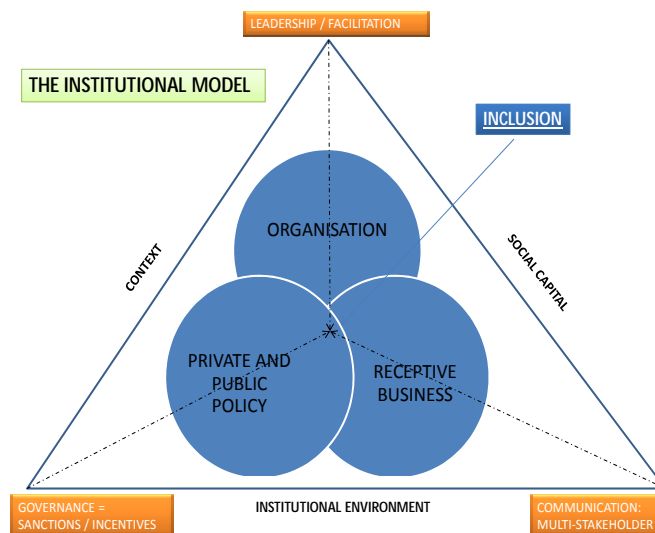 LEADERSHIP / FACILITATION
THE INSTITUTIONAL MODEL
INCLUSION
ORGANISATION
CONTEXT
SOCIAL CAPITAL
PRIVATE AND
PUBLIC
POLICY
RECEPTIVE
BUSINESS
GOVERNANCE =
SANCTIONS / INCENTIVES
INSTITUTIONAL ENVIRONMENT
COMMUNICATION:
MULTI-STAKEHOLDER